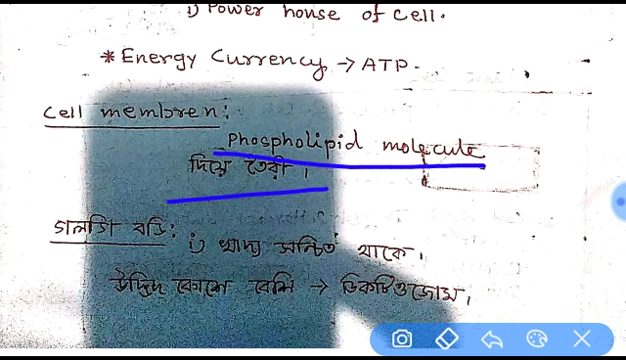 i) Power house of cell.
* Energy Currency → ATP.
Cell membren:
Phospholipid molecule
দিয়ে তৈরী।
গলগি বডি: i) খাদ্য সঞ্চিত থাকে।
উদ্ভিদ কোশে বেশি → ডিকটিওজোম,